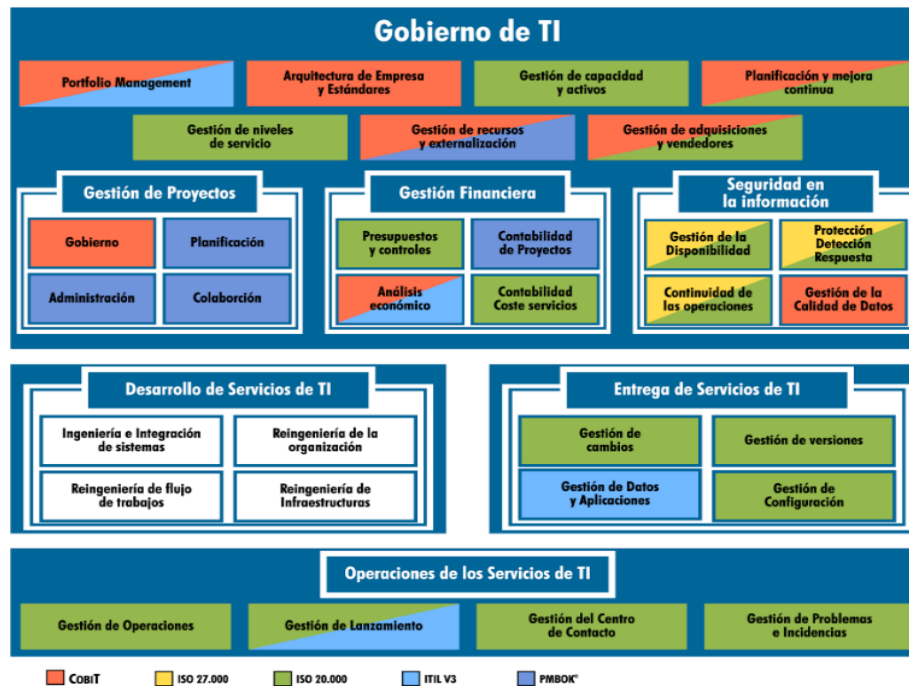 Gobierno de TI
Portfolio Management
Arquitectura de Empresa
y Estándares
Gestión de capacidad
y activos
Planificación y mejora
continua
Gestión de niveles
de servicio
Gestión de recursos
y externalización
Gestión de adquisiciones
y vendedores
Gestión de Proyectos
Gobierno
Planificación
Administración
Colaborción
Gestión Financiera
Presupuestos
y controles
Contabilidad
de Proyectos
Análisis
económico
Contabilidad
Coste servicios
Seguridad en
la información
Gestión de la
Disponibilidad
Protección
Detección
Respuesta
Continuidad de
las operaciones
Gestión de la
Calidad de Datos
Desarrollo de Servicios de TI
Ingeniería e Integración
de sistemas
Reingeniería de la
organización
Reingeniería de flujo
de trabajos
Reingeniería de
Infraestructuras
Entrega de Servicios de TI
Gestión de
cambios
Gestión de versiones
Gestión de Datos
y Aplicaciones
Gestión de
Configuración
Operaciones de los Servicios de TI
Gestión de Operaciones
Gestión de Lanzamiento
Gestión del Centro
de Contacto
Gestión de Problemas
e Incidencias
COBIT
ISO 27.000
ISO 20.000
ITIL V3
PMBOK®